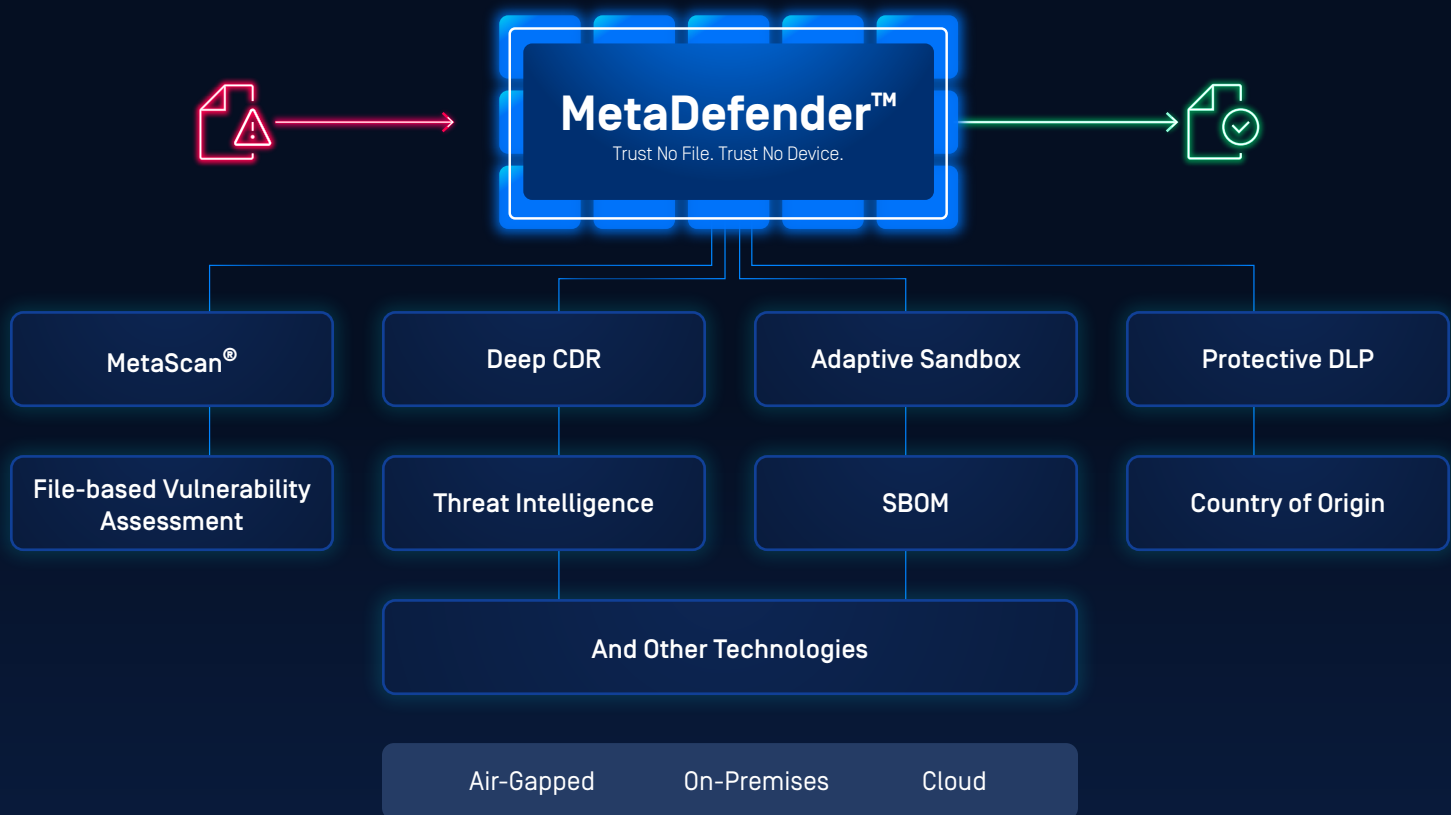 MetaDefender™
Trust No File. Trust No Device.
MetaScan®
Deep CDR
Adaptive Sandbox
Protective DLP
File-based Vulnerability
Assessment
Threat Intelligence
SBOM
Country of Origin
And Other Technologies
Air-Gapped
On-Premises
Cloud